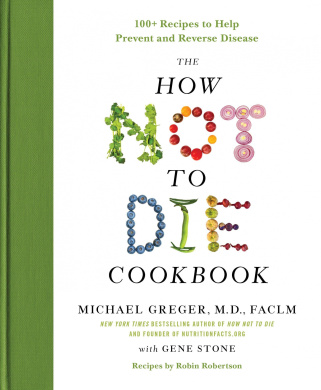 100+ Recipes to Help
Prevent and Reverse Disease
THE
HOW
NOT
TO
DIE
COOKBOOK
MICHAEL GREGER, M.D., FACLM
NEW YORK TIMES BESTSELLING AUTHOR OF HOW NOT TO DIE
AND FOUNDER OF NUTRITIONFACTS.ORG
with GENE STONE
Recipes by Robin Robertson